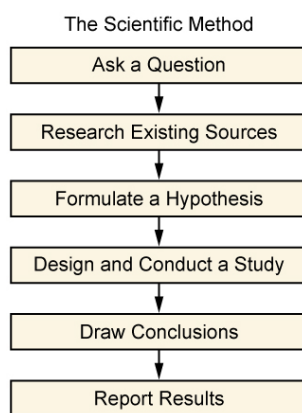 The Scientific Method
Ask a Question
Research Existing Sources
Formulate a Hypothesis
Design and Conduct a Study
Draw Conclusions
Report Results